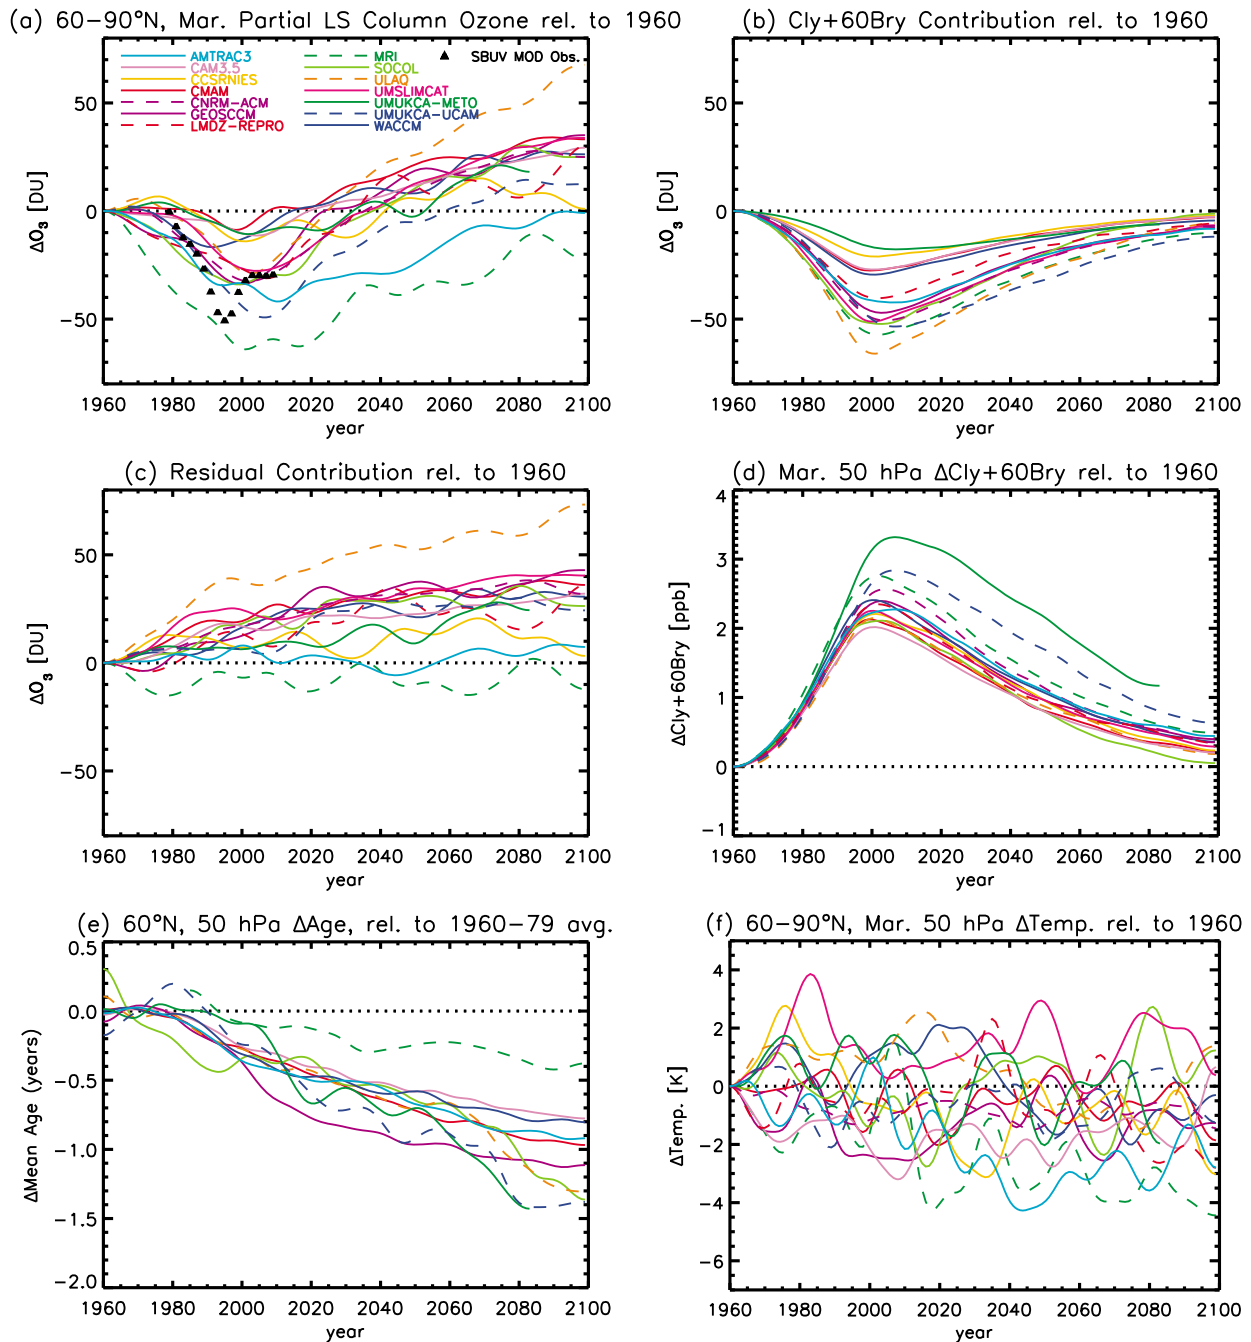 (a) 60-90°N, Mar. Partial LS Column Ozone rel. to 1960
AMTRAC3
CAM3.5
CCSRNIES
CMAM
CNRM-ACM
GEOSCCM
LMDZ-REPRO
MRI
SOCOL
ULAQ
UMSLIMCAT
UMUKCA-METO
UMUKCA-UCAM
WACCM
SBUV MOD Obs.
ΔO3 [DU]
50
0
-50
1960 1980 2000 2020 2040 2060 2080 2100
year
(b) Cly+60Bry Contribution rel. to 1960
ΔO3 [DU]
50
0
-50
1960 1980 2000 2020 2040 2060 2080 2100
year
(c) Residual Contribution rel. to 1960
ΔO3 [DU]
50
0
-50
1960 1980 2000 2020 2040 2060 2080 2100
year
(d) Mar. 50 hPa ΔCly+60Bry rel. to 1960
ΔCly+60Bry [ppb]
4
3
2
1
0
-1
1960 1980 2000 2020 2040 2060 2080 2100
year
(e) 60°N, 50 hPa ΔAge, rel. to 1960-79 avg.
ΔMean Age (years)
0.5
0.0
-0.5
-1.0
-1.5
-2.0
1960 1980 2000 2020 2040 2060 2080 2100
year
(f) 60-90°N, Mar. 50 hPa ΔTemp. rel. to 1960
ΔTemp. [K]
4
2
0
-2
-4
-6
1960 1980 2000 2020 2040 2060 2080 2100
year